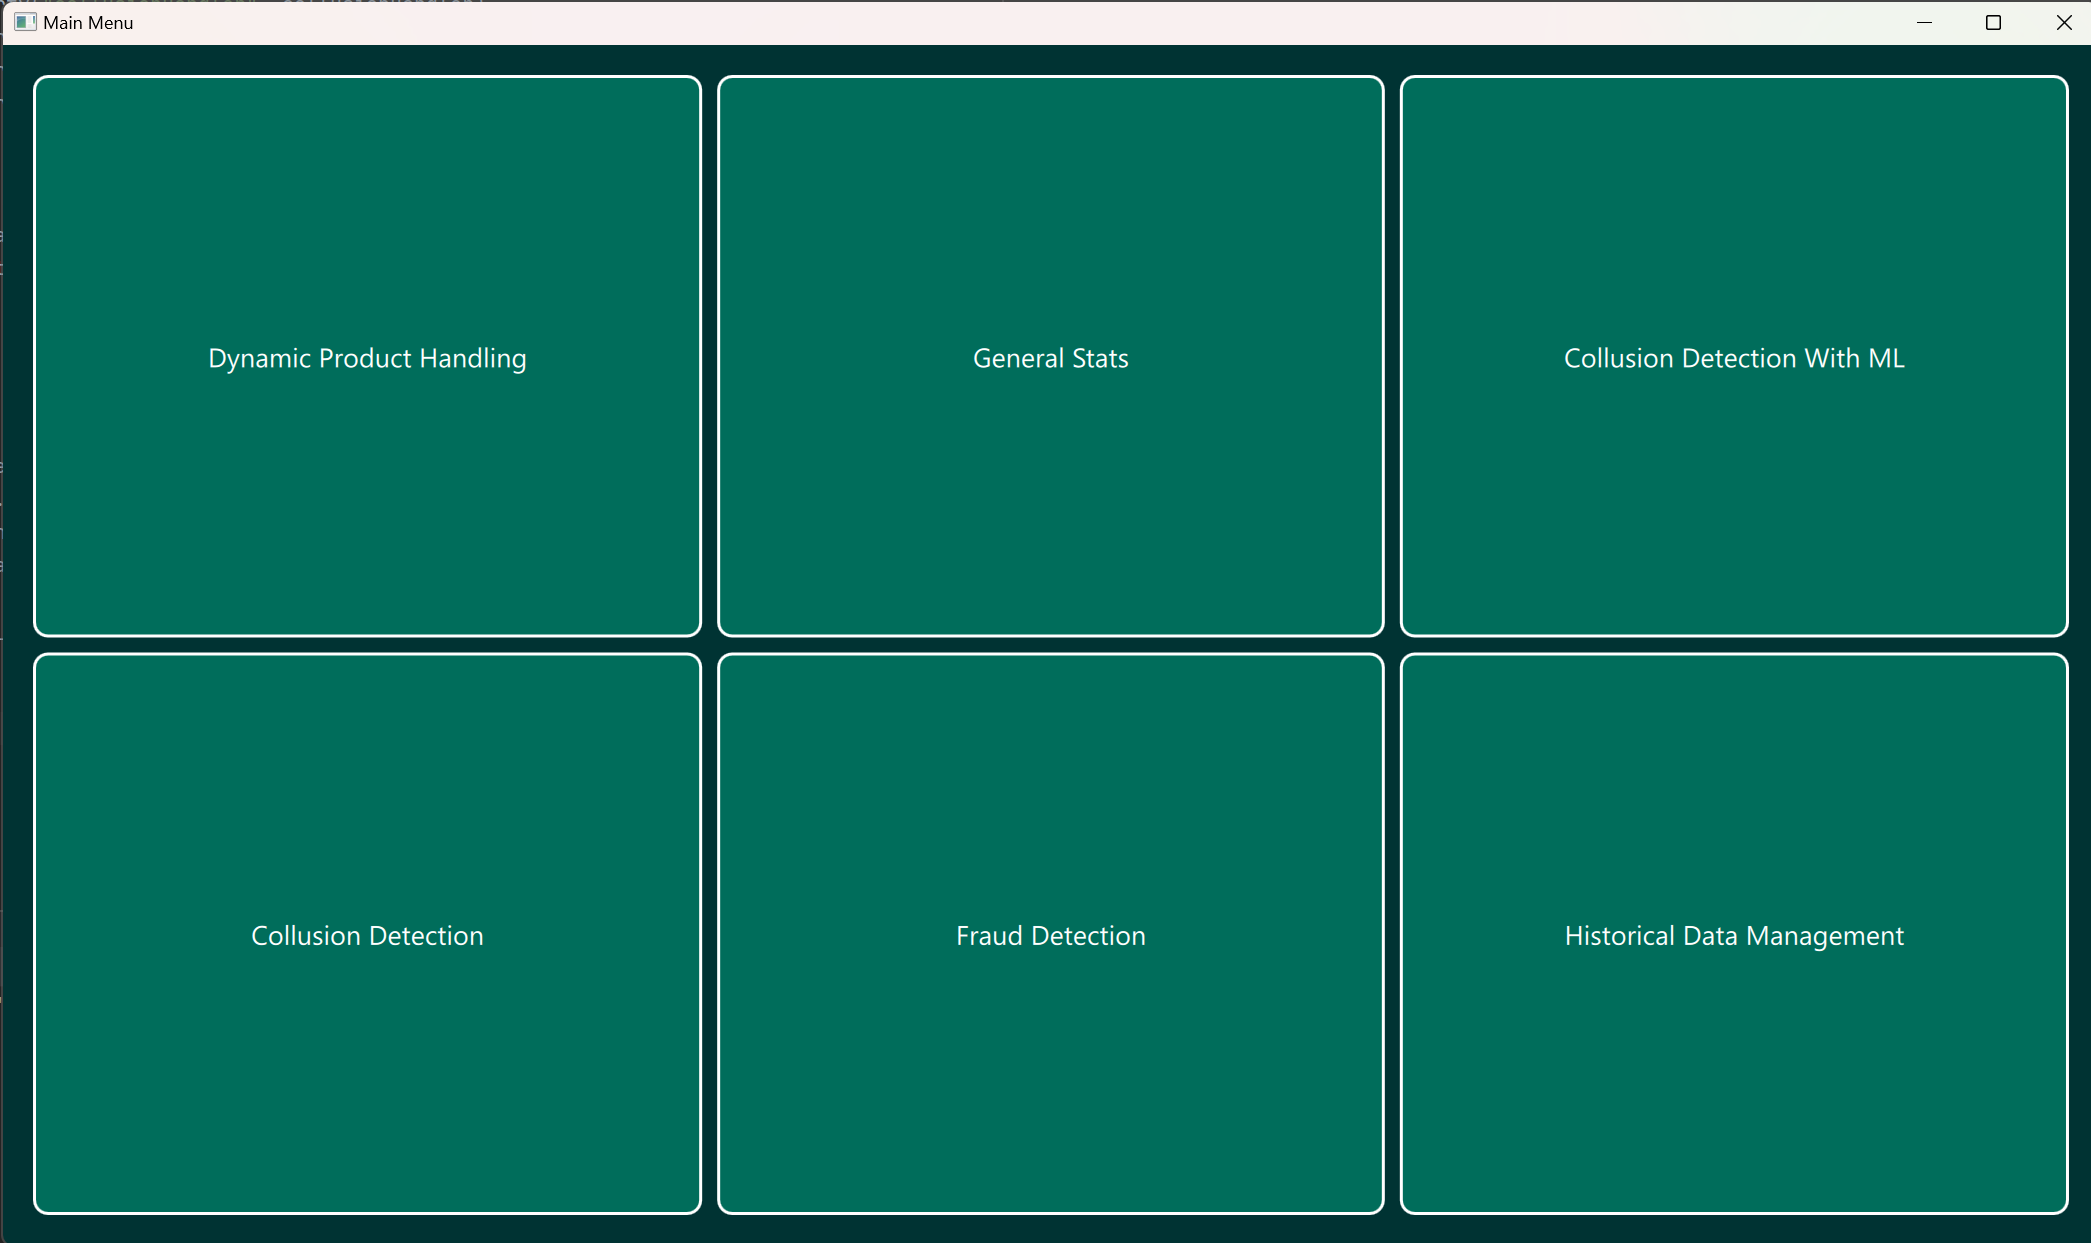 Main Menu
Dynamic Product Handling
General Stats
Collusion Detection With ML
Collusion Detection
Fraud Detection
Historical Data Management